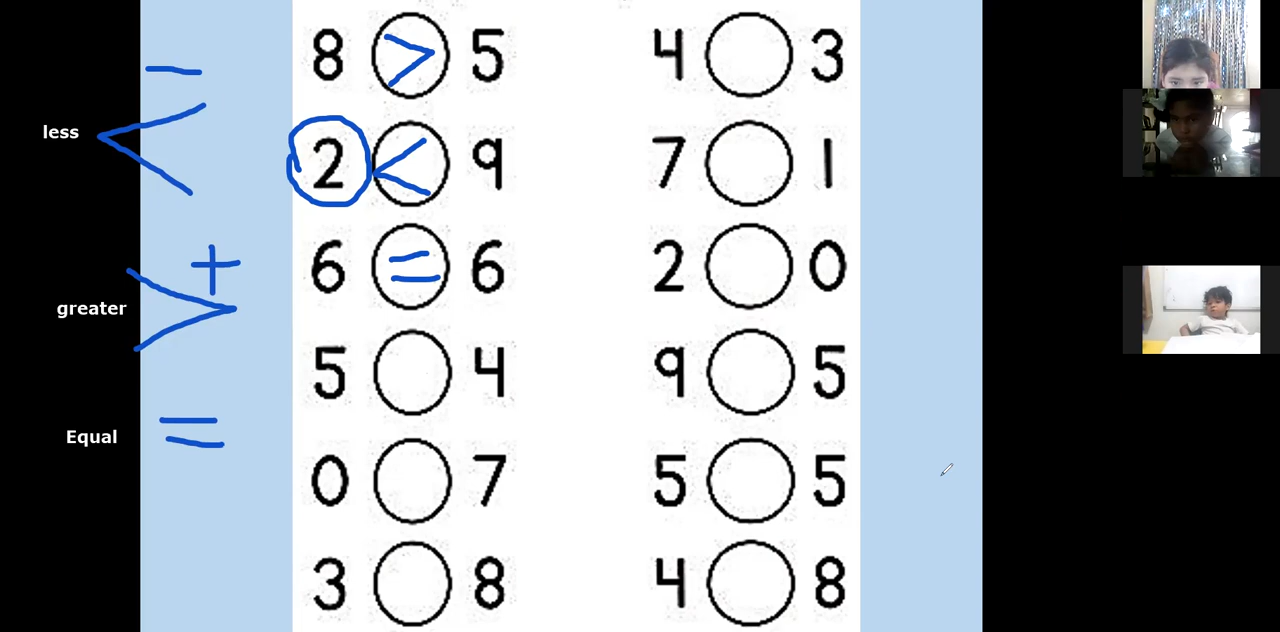 −
less <
+
greater >
Equal =
8 > 5
2 < 9
6 = 6
5 4
0 7
3 8
4 3
7 1
2 0
9 5
5 5
4 8